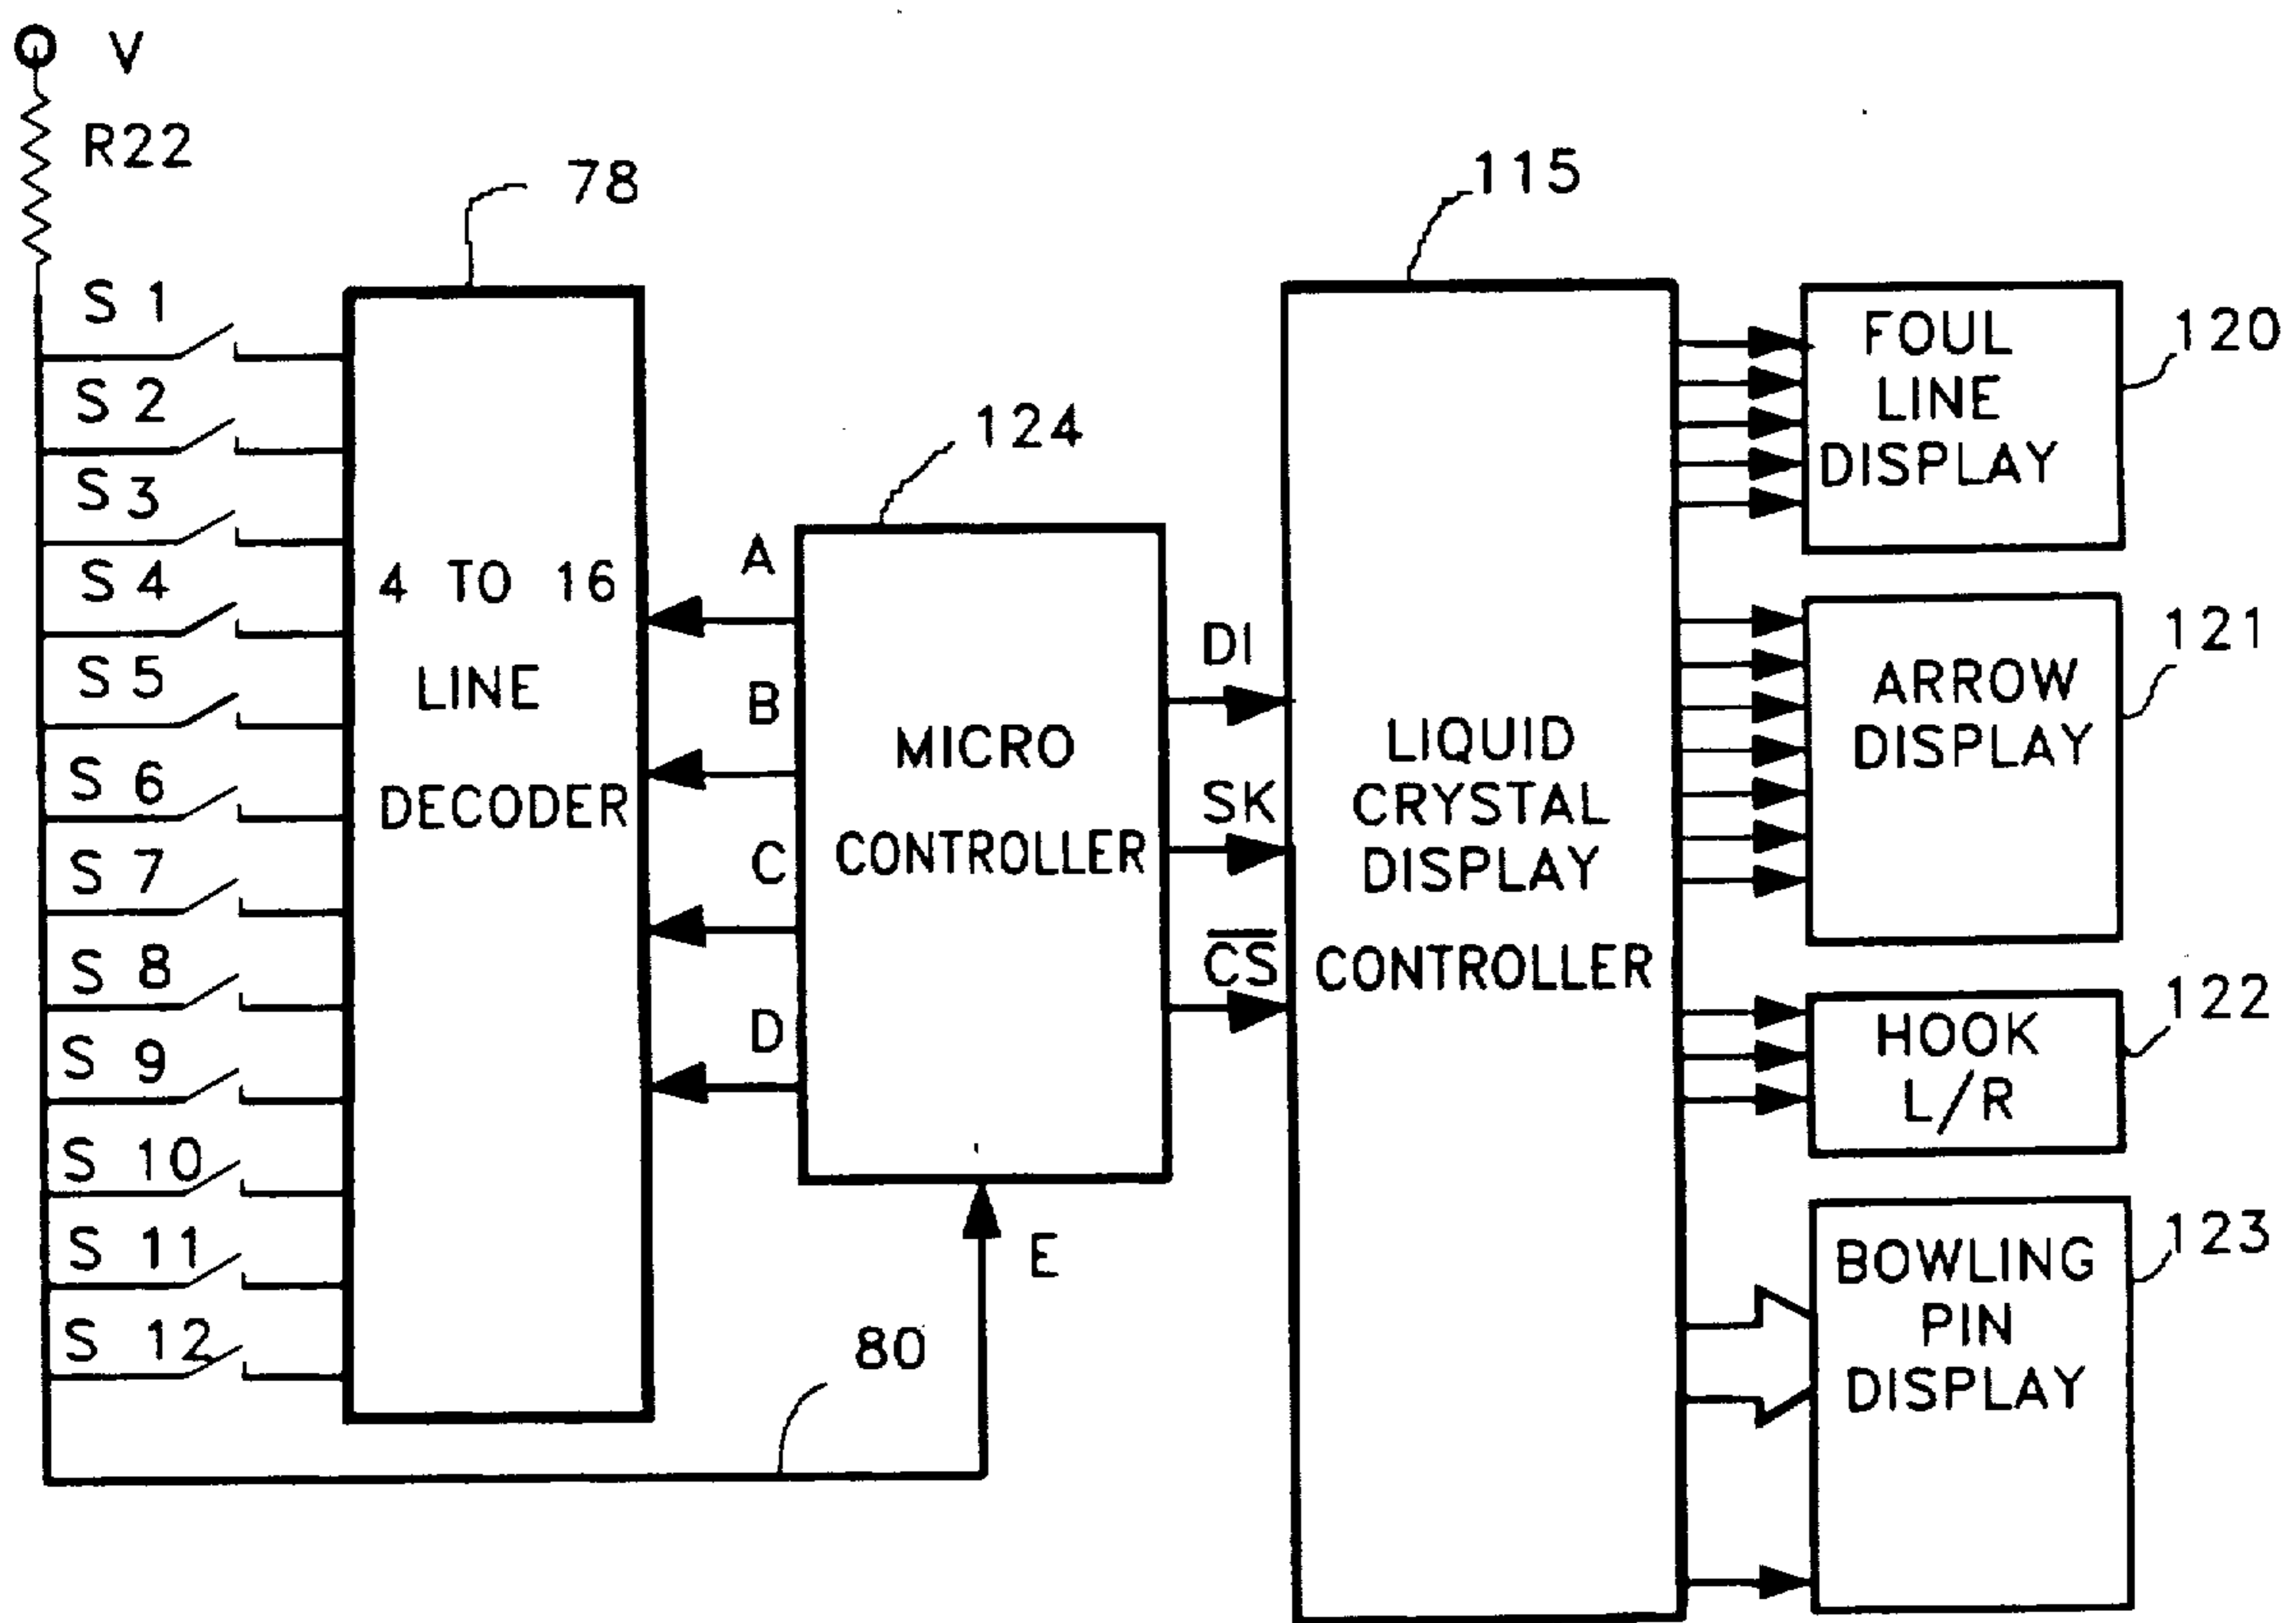 V
R22
78
115
S 1
S 2
S 3
S 4
S 5
S 6
S 7
S 8
S 9
S 10
S 11
S 12
4 TO 16
LINE
DECODER
124
A
B
C
D
MICRO
CONTROLLER
E
80
DI
SK
CS
LIQUID
CRYSTAL
DISPLAY
CONTROLLER
FOUL
LINE
DISPLAY
120
ARROW
DISPLAY
121
HOOK
L/R
122
BOWLING
PIN
DISPLAY
123